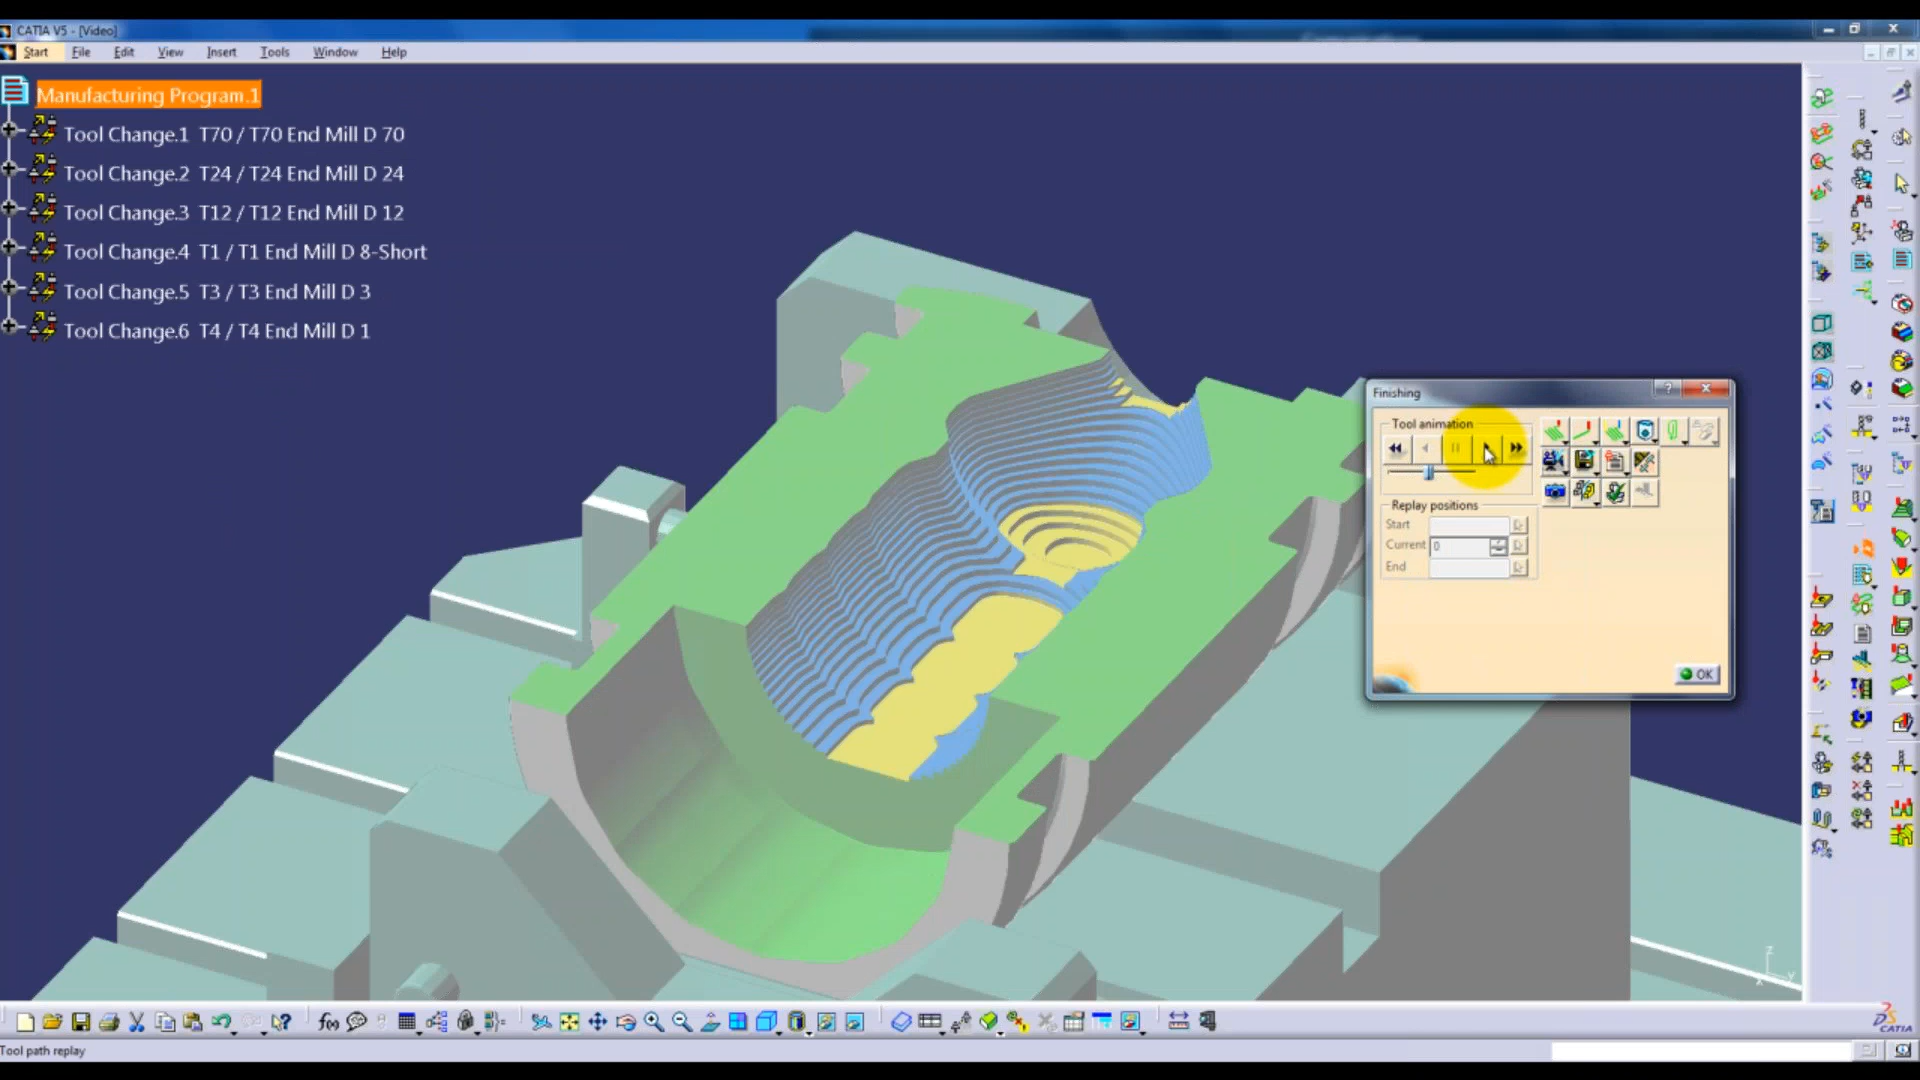 CATIA V5 - [Video]
Start File Edit View Insert Tools Window Help
Manufacturing Program.1
Tool Change.1 T70 / T70 End Mill D 70
Tool Change.2 T24 / T24 End Mill D 24
Tool Change.3 T12 / T12 End Mill D 12
Tool Change.4 T1 / T1 End Mill D 8-Short
Tool Change.5 T3 / T3 End Mill D 3
Tool Change.6 T4 / T4 End Mill D 1
Finishing
Tool animation
Replay positions
Start
Current 0
End
OK
Z
f(x)
CATIA
Tool path replay